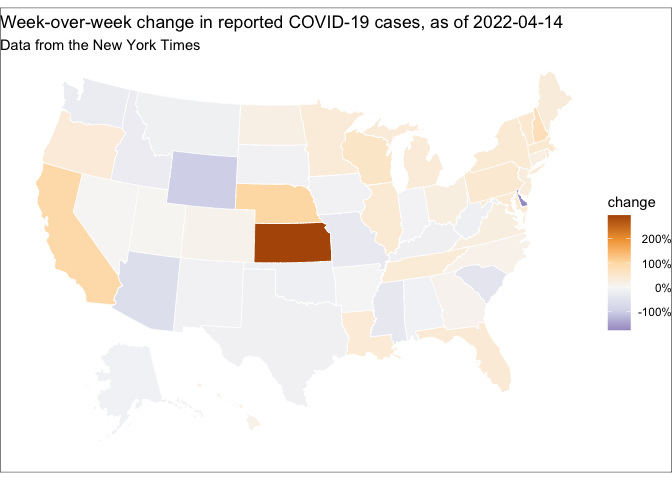 Week-over-week change in reported COVID-19 cases, as of 2022-04-14
Data from the New York Times
change
200%
100%
0%
-100%